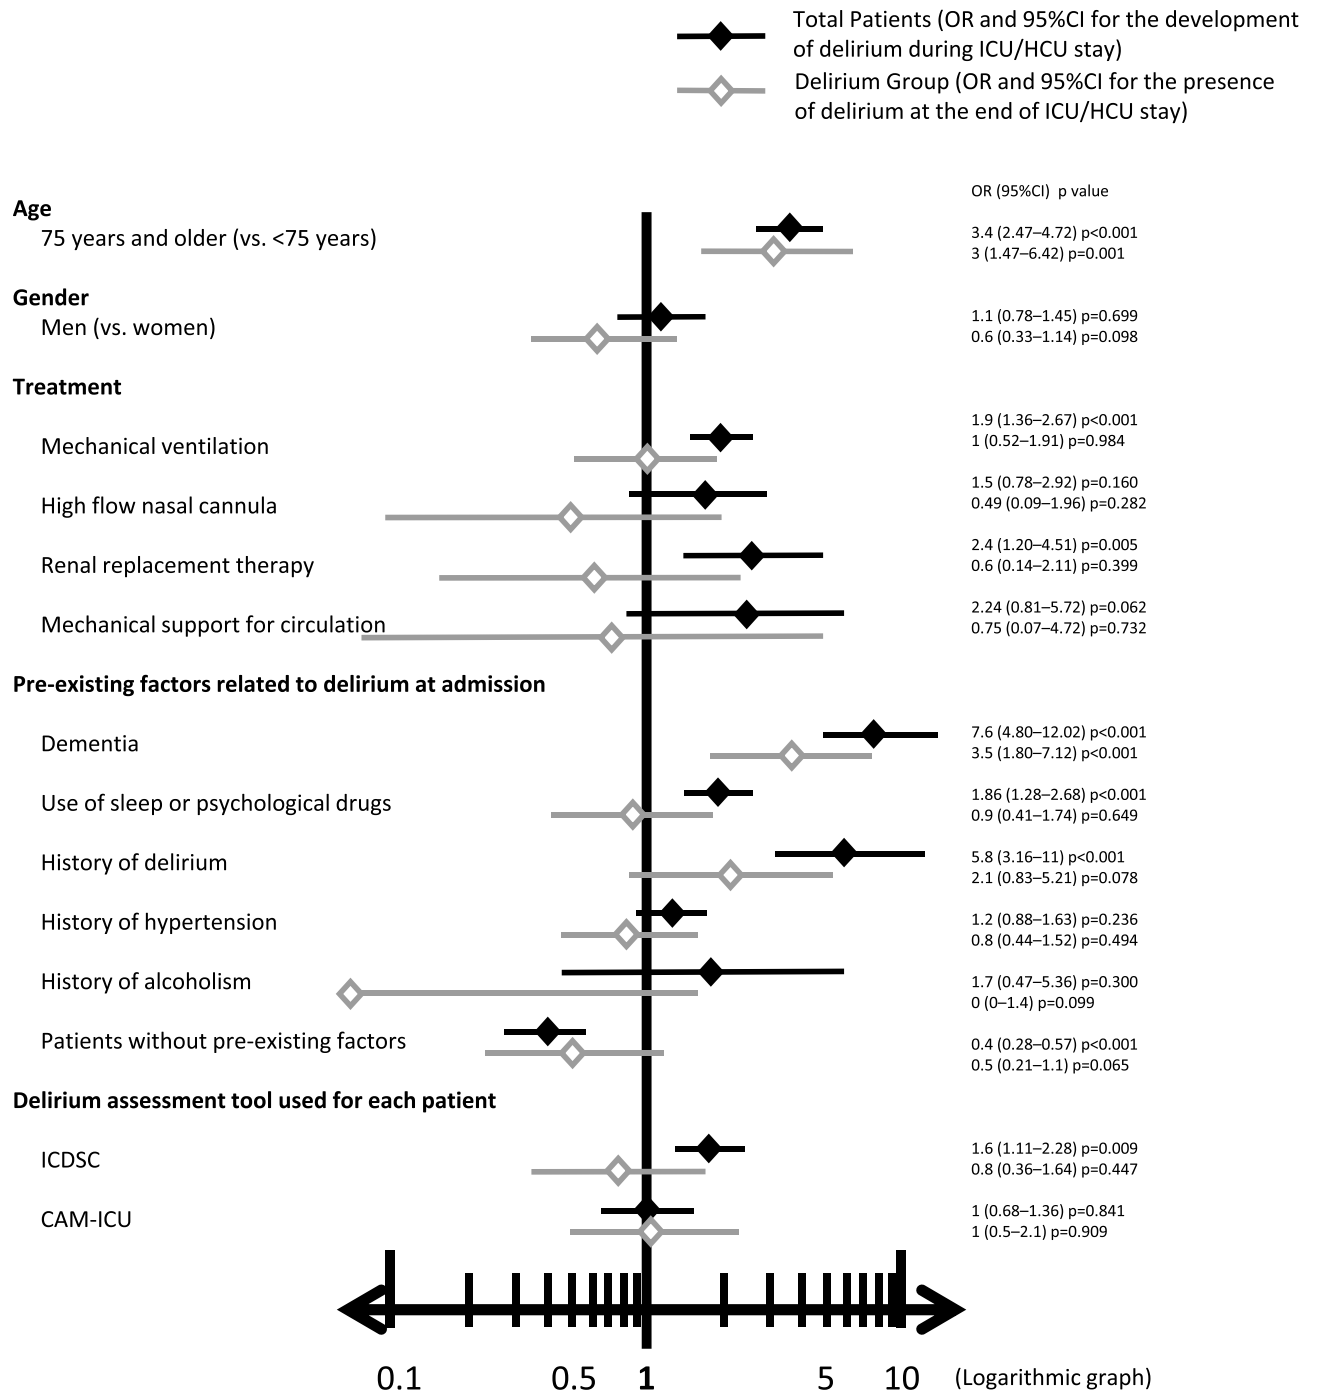 Total Patients (OR and 95%CI for the development
of delirium during ICU/HCU stay)
Delirium Group (OR and 95%CI for the presence
of delirium at the end of ICU/HCU stay)
OR (95%CI)  p value
Age
75 years and older (vs. <75 years)
3.4 (2.47–4.72) p<0.001
3 (1.47–6.42) p=0.001
Gender
Men (vs. women)
1.1 (0.78–1.45) p=0.699
0.6 (0.33–1.14) p=0.098
Treatment
Mechanical ventilation
1.9 (1.36–2.67) p<0.001
1 (0.52–1.91) p=0.984
High flow nasal cannula
1.5 (0.78–2.92) p=0.160
0.49 (0.09–1.96) p=0.282
Renal replacement therapy
2.4 (1.20–4.51) p=0.005
0.6 (0.14–2.11) p=0.399
Mechanical support for circulation
2.24 (0.81–5.72) p=0.062
0.75 (0.07–4.72) p=0.732
Pre-existing factors related to delirium at admission
Dementia
7.6 (4.80–12.02) p<0.001
3.5 (1.80–7.12) p<0.001
Use of sleep or psychological drugs
1.86 (1.28–2.68) p<0.001
0.9 (0.41–1.74) p=0.649
History of delirium
5.8 (3.16–11) p<0.001
2.1 (0.83–5.21) p=0.078
History of hypertension
1.2 (0.88–1.63) p=0.236
0.8 (0.44–1.52) p=0.494
History of alcoholism
1.7 (0.47–5.36) p=0.300
0 (0–1.4) p=0.099
Patients without pre-existing factors
0.4 (0.28–0.57) p<0.001
0.5 (0.21–1.1) p=0.065
Delirium assessment tool used for each patient
ICDSC
1.6 (1.11–2.28) p=0.009
0.8 (0.36–1.64) p=0.447
CAM-ICU
1 (0.68–1.36) p=0.841
1 (0.5–2.1) p=0.909
0.1 0.5 1 5 10 (Logarithmic graph)